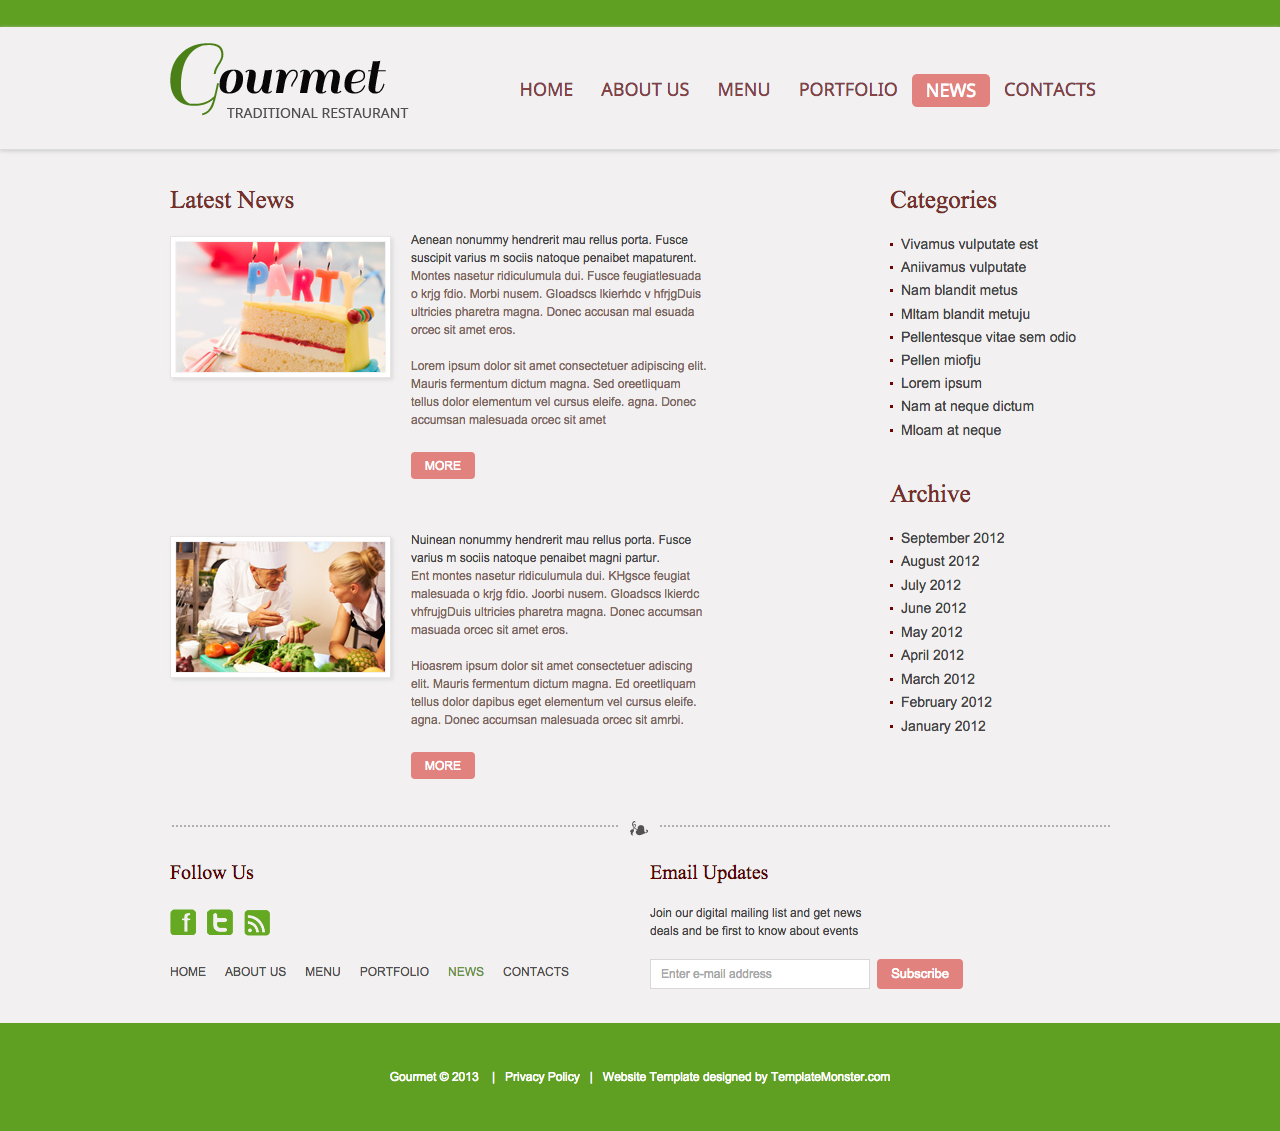 Gourmet
TRADITIONAL RESTAURANT
HOME ABOUT US MENU PORTFOLIO NEWS CONTACTS
Latest News
PARTY
Aenean nonummy hendrerit mau rellus porta. Fusce
suscipit varius m sociis natoque penaibet mapaturent.
Montes nasetur ridiculumula dui. Fusce feugiatlesuada
o krjg fdio. Morbi nusem. Gloadscs lkierhdc v hfrjgDuis
ultricies pharetra magna. Donec accusan mal esuada
orcec sit amet eros.
Lorem ipsum dolor sit amet consectetuer adipiscing elit.
Mauris fermentum dictum magna. Sed oreetliquam
tellus dolor elementum vel cursus eleife. agna. Donec
accumsan malesuada orcec sit amet
MORE
Nuinean nonummy hendrerit mau rellus porta. Fusce
varius m sociis natoque penaibet magni partur.
Ent montes nasetur ridiculumula dui. KHgsce feugiat
malesuada o krjg fdio. Joorbi nusem. Gloadscs lkierdc
vhfrujgDuis ultricies pharetra magna. Donec accumsan
masuada orcec sit amet eros.
Hioasrem ipsum dolor sit amet consectetuer adiscing
elit. Mauris fermentum dictum magna. Ed oreetliquam
tellus dolor dapibus eget elementum vel cursus eleife.
agna. Donec accumsan malesuada orcec sit amrbi.
MORE
Categories
Vivamus vulputate est
Aniivamus vulputate
Nam blandit metus
Mltam blandit metuju
Pellentesque vitae sem odio
Pellen miofju
Lorem ipsum
Nam at neque dictum
Mloam at neque
Archive
September 2012
August 2012
July 2012
June 2012
May 2012
April 2012
March 2012
February 2012
January 2012
Follow Us
f t
HOME ABOUT US MENU PORTFOLIO NEWS CONTACTS
Email Updates
Join our digital mailing list and get news
deals and be first to know about events
Enter e-mail address Subscribe
Gourmet © 2013 | Privacy Policy | Website Template designed by TemplateMonster.com